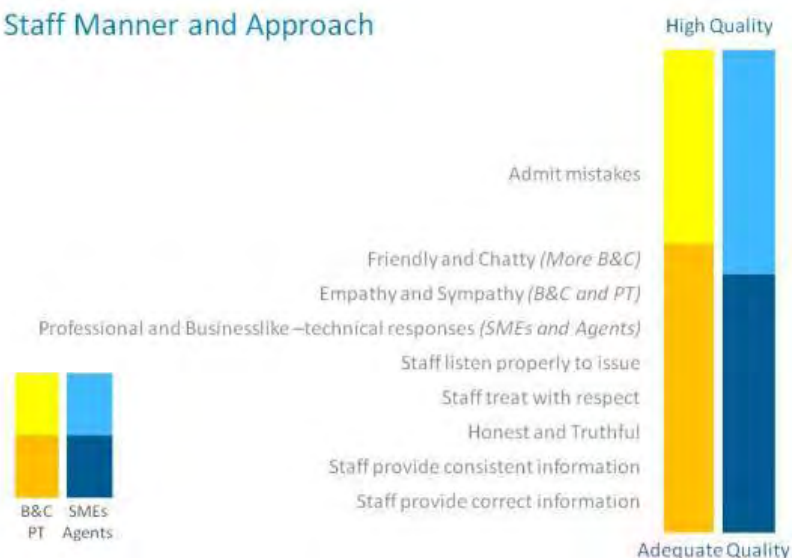 Staff Manner and Approach
High Quality
Admit mistakes
Friendly and Chatty (More B&C)
Empathy and Sympathy (B&C and PT)
Professional and Businesslike –technical responses (SMEs and Agents)
Staff listen properly to issue
Staff treat with respect
Honest and Truthful
Staff provide consistent information
Staff provide correct information
B&C SMEs
PT Agents
Adequate Quality